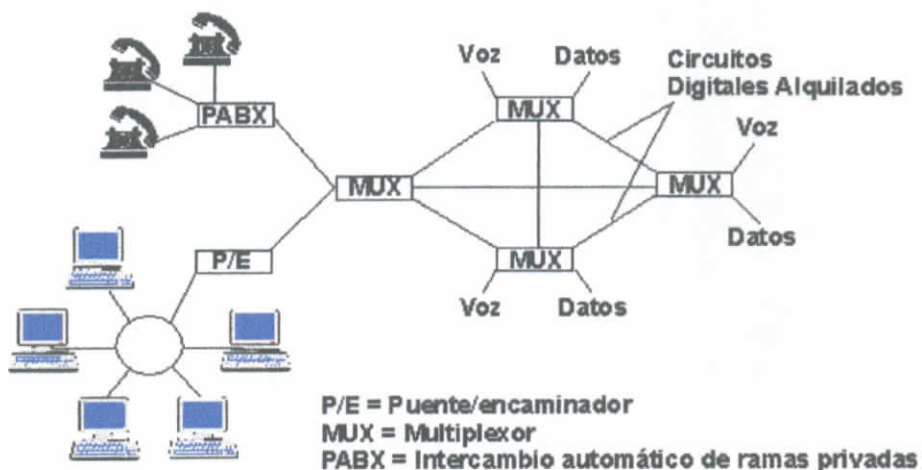 Voz
Datos
Circuitos
Digitales Alquilados
PABX
MUX
Voz
MUX
MUX
Datos
P/E
MUX
Voz
Datos
P/E = Puente/encaminador
MUX = Multiplexor
PABX = Intercambio automático de ramas privadas